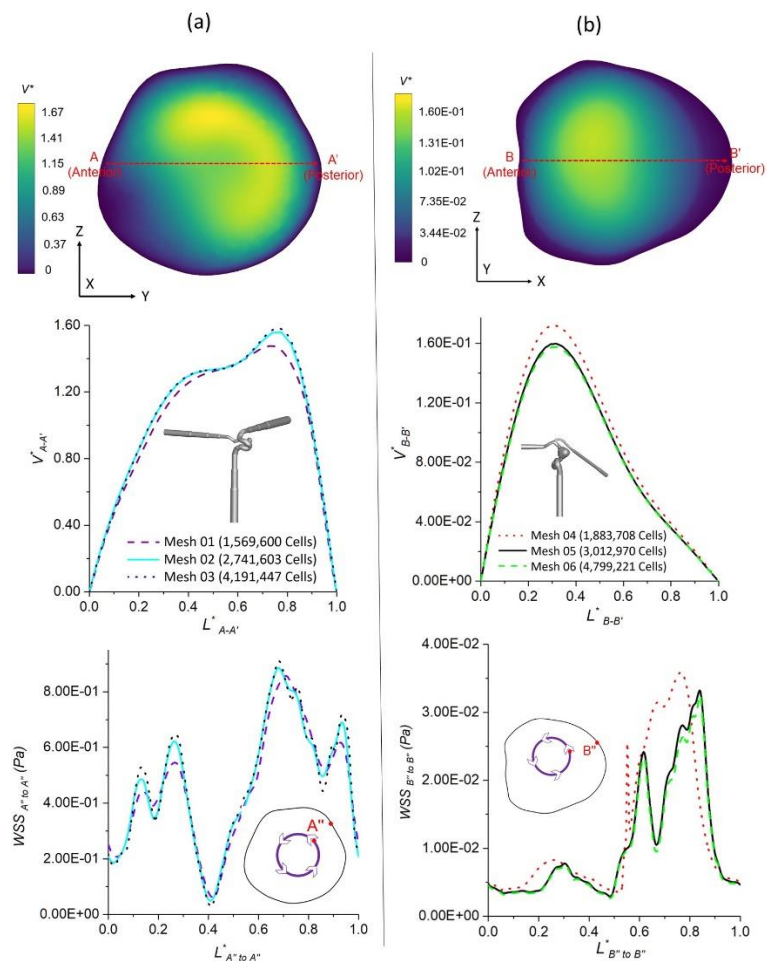 (a)
V*
1.67
1.41
1.15
0.89
0.63
0.37
0
A
(Anterior)
A'
(Posterior)
Z
X
Y
1.60
1.20
0.80
0.40
0.00
V*A-A'
Mesh 01 (1,569,600 Cells)
Mesh 02 (2,741,603 Cells)
Mesh 03 (4,191,447 Cells)
0.0 0.2 0.4 0.6 0.8 1.0
L*A-A'
8.00E-01
6.00E-01
4.00E-01
2.00E-01
0.00E+00
WSS A'' to A'' (Pa)
A''
0.0 0.2 0.4 0.6 0.8 1.0
L*A'' to A''
(b)
V*
1.60E-01
1.31E-01
1.02E-01
7.35E-02
3.44E-02
0
B
(Anterior)
B'
(Posterior)
Z
X
Y
1.60E-01
1.20E-01
8.00E-02
4.00E-02
0.00E+00
V*B-B'
Mesh 04 (1,883,708 Cells)
Mesh 05 (3,012,970 Cells)
Mesh 06 (4,799,221 Cells)
0.0 0.2 0.4 0.6 0.8 1.0
L*B-B'
4.00E-02
3.00E-02
2.00E-02
1.00E-02
0.00E+00
WSS B'' to B'' (Pa)
B''
0.0 0.2 0.4 0.6 0.8 1.0
L*B'' to B''